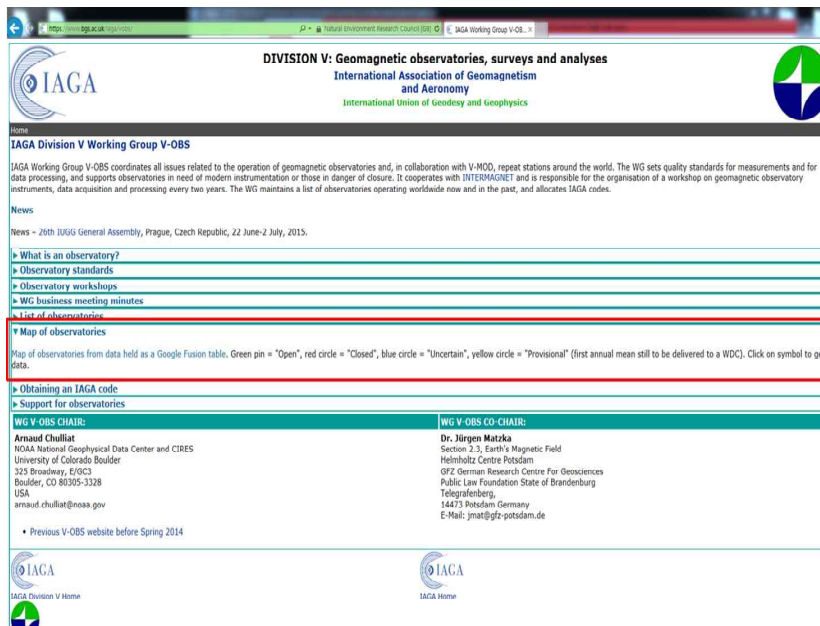 https://www.bgs.ac.uk/iaga/vobs/
Natural Environment Research Council [GB]
IAGA Working Group V-OB...
IAGA
DIVISION V: Geomagnetic observatories, surveys and analyses
International Association of Geomagnetism
and Aeronomy
International Union of Geodesy and Geophysics
Home
IAGA Division V Working Group V-OBS
IAGA Working Group V-OBS coordinates all issues related to the operation of geomagnetic observatories and, in collaboration with V-MOD, repeat stations around the world. The WG sets quality standards for measurements and for
data processing, and supports observatories in need of modern instrumentation or those in danger of closure. It cooperates with INTERMAGNET and is responsible for the organisation of a workshop on geomagnetic observatory
instruments, data acquisition and processing every two years. The WG maintains a list of observatories operating worldwide now and in the past, and allocates IAGA codes.
News
News – 26th IUGG General Assembly, Prague, Czech Republic, 22 June-2 July, 2015.
What is an observatory?
Observatory standards
Observatory workshops
WG business meeting minutes
List of observatories
Map of observatories
Map of observatories from data held as a Google Fusion table. Green pin = "Open", red circle = "Closed", blue circle = "Uncertain", yellow circle = "Provisional" (first annual mean still to be delivered to a WDC). Click on symbol to ge
data.
Obtaining an IAGA code
Support for observatories
WG V-OBS CHAIR:
Arnaud Chulliat
NOAA National Geophysical Data Center and CIRES
University of Colorado Boulder
325 Broadway, E/GC3
Boulder, CO 80305-3328
USA
arnaud.chulliat@noaa.gov
WG V-OBS CO-CHAIR:
Dr. Jürgen Matzka
Section 2.3, Earth's Magnetic Field
Helmholtz Centre Potsdam
GFZ German Research Centre For Geosciences
Public Law Foundation State of Brandenburg
Telegrafenberg,
14473 Potsdam Germany
E-Mail: jmat@gfz-potsdam.de
• Previous V-OBS website before Spring 2014
IAGA
IAGA Division V Home
IAGA
IAGA Home